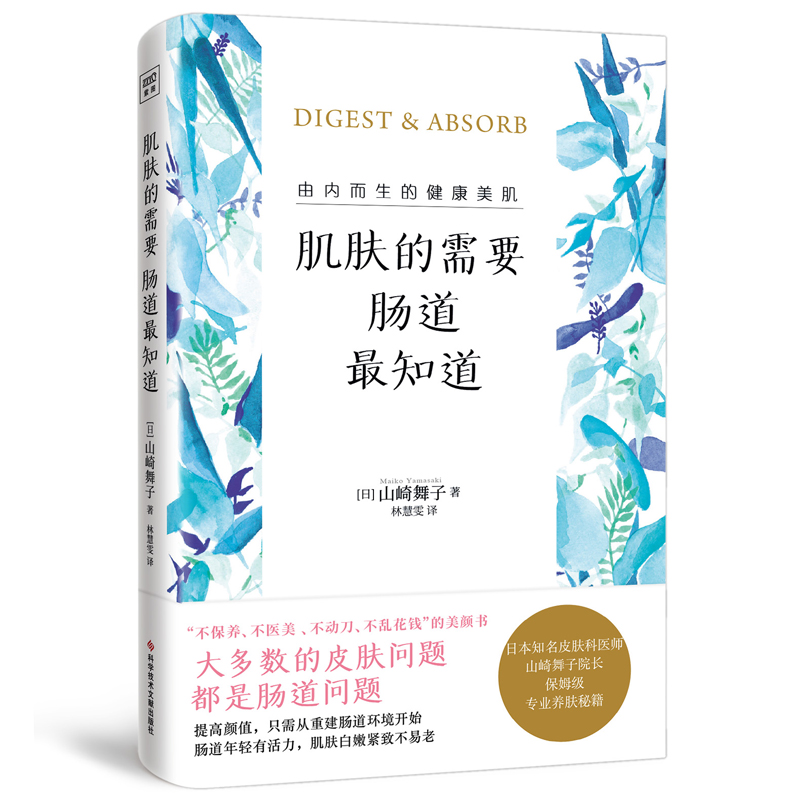 DIGEST & ABSORB
由内而生的健康美肌
肌肤的需要
肠道
最知道
Maiko Yamasaki
[日]山崎舞子 著
林慧雯 译
“不保养、不医美、不动刀、不乱花钱”的美颜书
大多数的皮肤问题
都是肠道问题
提高颜值，只需从重建肠道环境开始
肠道年轻有活力，肌肤白嫩紧致不易老
日本知名皮肤科医师
山崎舞子院长
保姆级
专业养肤秘籍
紫图
肌肤的需要 肠道最知道
[日]山崎舞子 著
林慧雯 译
科学技术文献出版社